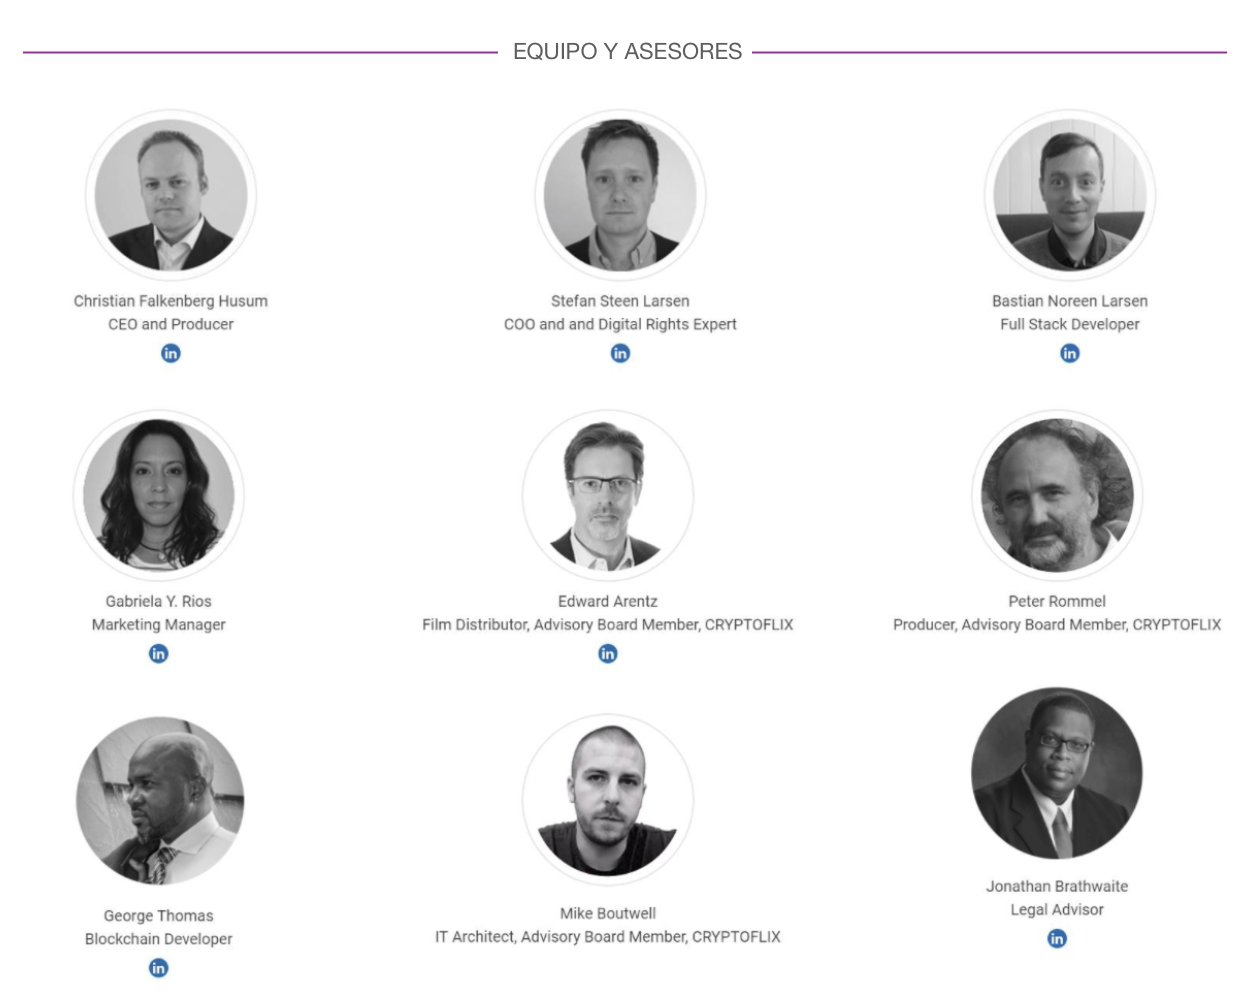 EQUIPO Y ASESORES
Christian Falkenberg Husum
CEO and Producer
in
Stefan Steen Larsen
COO and and Digital Rights Expert
in
Bastian Noreen Larsen
Full Stack Developer
in
Gabriela Y. Rios
Marketing Manager
in
Edward Arentz
Film Distributor, Advisory Board Member, CRYPTOFLIX
in
Peter Rommel
Producer, Advisory Board Member, CRYPTOFLIX
George Thomas
Blockchain Developer
in
Mike Boutwell
IT Architect, Advisory Board Member, CRYPTOFLIX
Jonathan Brathwaite
Legal Advisor
in